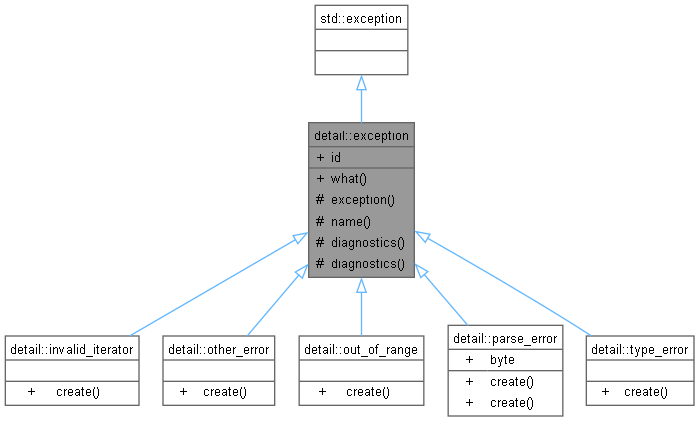 std::exception
detail::exception
+ id
+ what()
# exception()
# name()
# diagnostics()
# diagnostics()
detail::invalid_iterator
+ create()
detail::other_error
+ create()
detail::out_of_range
+ create()
detail::parse_error
+ byte
+ create()
+ create()
detail::type_error
+ create()